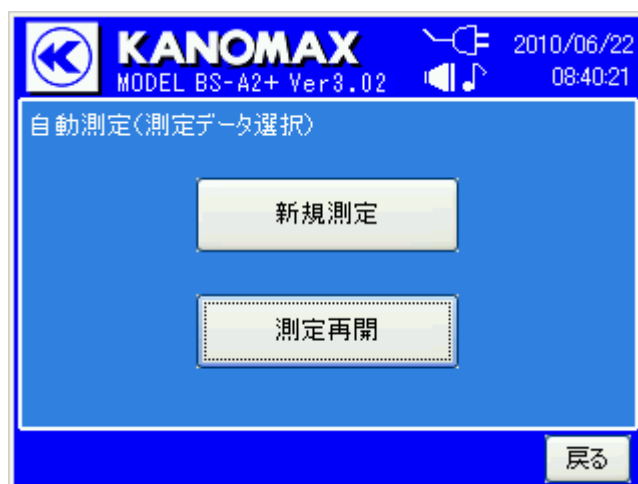 KANOMAX
MODEL BS-A2+ Ver3.02
2010/06/22
08:40:21
自動測定(測定データ選択)
新規測定
測定再開
戻る